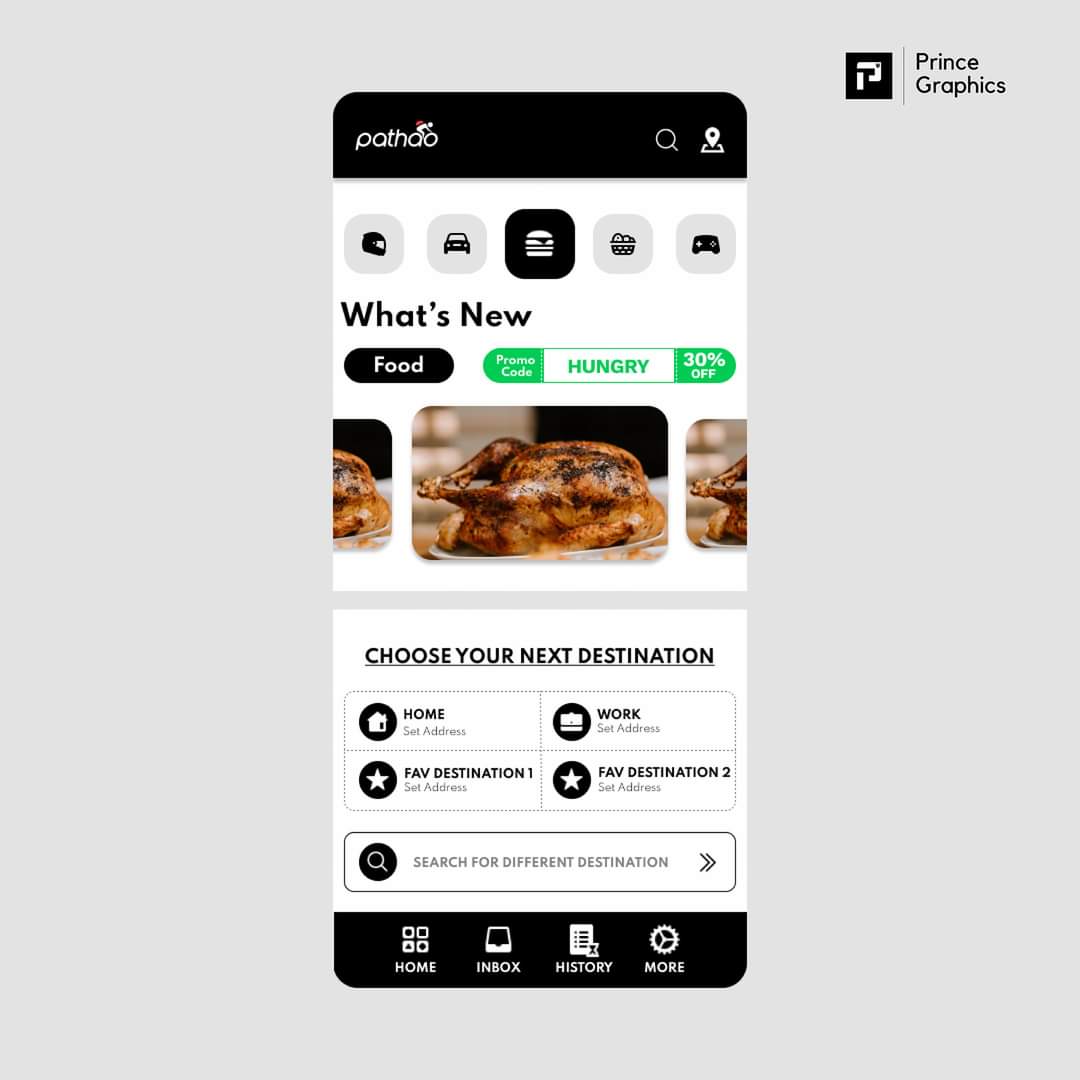 Prince
Graphics
pathao
What's New
Food
Promo
Code
HUNGRY
30%
OFF
CHOOSE YOUR NEXT DESTINATION
HOME
Set Address
WORK
Set Address
FAV DESTINATION 1
Set Address
FAV DESTINATION 2
Set Address
SEARCH FOR DIFFERENT DESTINATION
HOME
INBOX
HISTORY
MORE